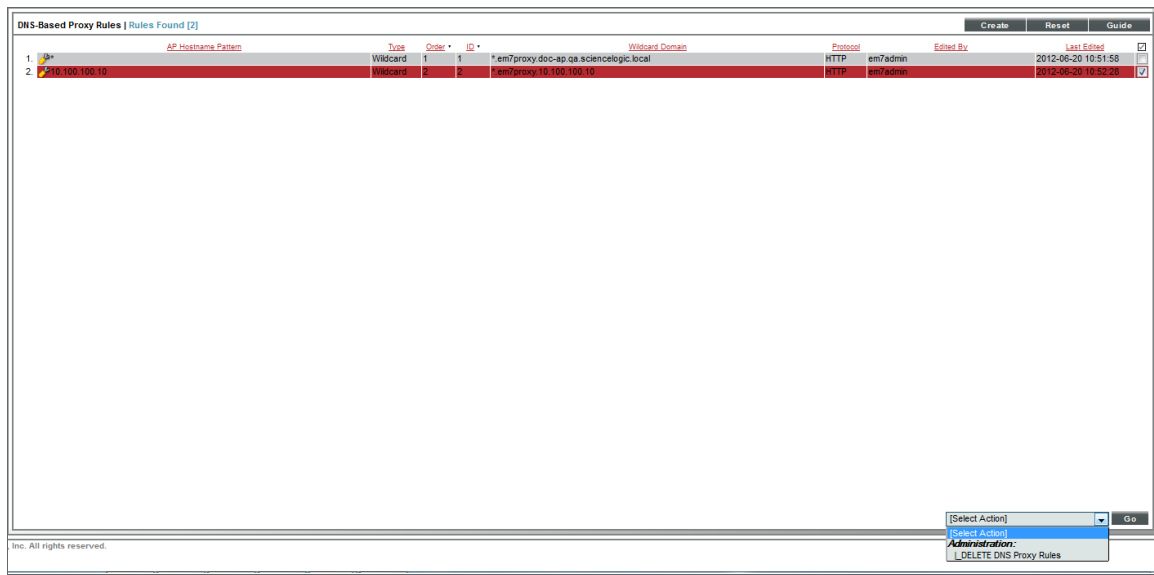 DNS-Based Proxy Rules | Rules Found [2] Create Reset Guide
AP Hostname Pattern Type Order ID Wildcard Domain Protocol Edited By Last Edited
1. * Wildcard 1 1 *.em7proxy.doc-ap.qa.sciencelogic.local HTTP em7admin 2012-06-20 10:51:58
2. 10.100.100.10 Wildcard 2 2 *.em7proxy.10.100.100.10 HTTP em7admin 2012-06-20 10:52:28
[Select Action] Go
[Select Action]
Administration:
|_DELETE DNS Proxy Rules
, Inc. All rights reserved.